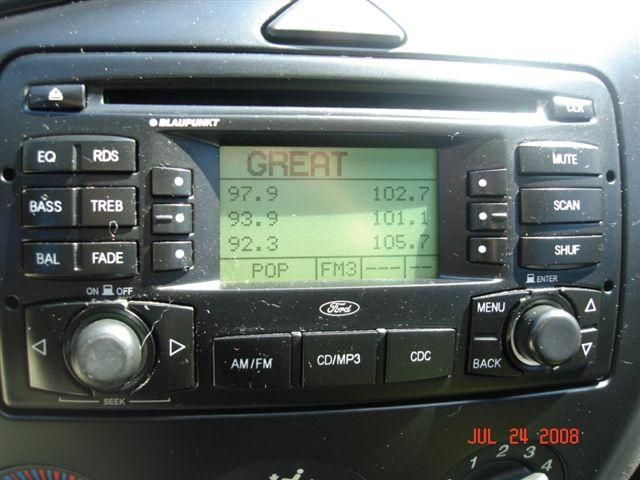 CLK
BLAUPUNKT
EQ RDS
BASS TREB
BAL FADE
GREAT
97.9 102.7
93.9 101.1
92.3 105.7
POP FM3 --- --
MUTE
SCAN
SHUF
ON OFF
SEEK
Ford
AM/FM
CD/MP3
CDC
ENTER
MENU
BACK
JUL 24 2008
1 2 3 4